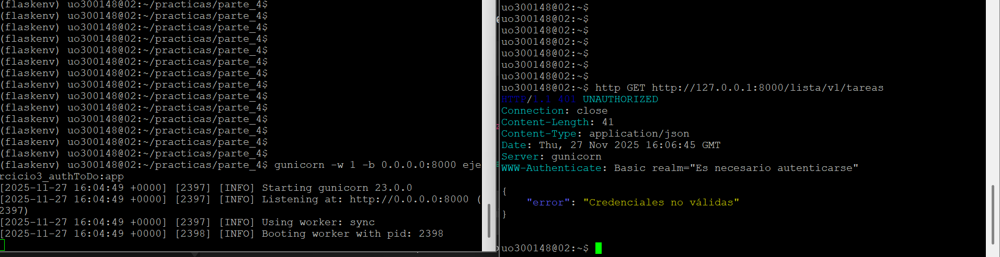 (flaskenv) uo300148@02:~/practicas/parte_4$
(flaskenv) uo300148@02:~/practicas/parte_4$
(flaskenv) uo300148@02:~/practicas/parte_4$
(flaskenv) uo300148@02:~/practicas/parte_4$
(flaskenv) uo300148@02:~/practicas/parte_4$
(flaskenv) uo300148@02:~/practicas/parte_4$
(flaskenv) uo300148@02:~/practicas/parte_4$
(flaskenv) uo300148@02:~/practicas/parte_4$
(flaskenv) uo300148@02:~/practicas/parte_4$
(flaskenv) uo300148@02:~/practicas/parte_4$
(flaskenv) uo300148@02:~/practicas/parte_4$
(flaskenv) uo300148@02:~/practicas/parte_4$
(flaskenv) uo300148@02:~/practicas/parte_4$
(flaskenv) uo300148@02:~/practicas/parte_4$
(flaskenv) uo300148@02:~/practicas/parte_4$ gunicorn -w 1 -b 0.0.0.0:8000 eje
rcicio3_authToDo:app
[2025-11-27 16:04:49 +0000] [2397] [INFO] Starting gunicorn 23.0.0
[2025-11-27 16:04:49 +0000] [2397] [INFO] Listening at: http://0.0.0.0:8000 (
2397)
[2025-11-27 16:04:49 +0000] [2397] [INFO] Using worker: sync
[2025-11-27 16:04:49 +0000] [2398] [INFO] Booting worker with pid: 2398
uo300148@02:~$
uo300148@02:~$
uo300148@02:~$
uo300148@02:~$
uo300148@02:~$
uo300148@02:~$
uo300148@02:~$
uo300148@02:~$ http GET http://127.0.0.1:8000/lista/v1/tareas
HTTP/1.1 401 UNAUTHORIZED
Connection: close
Content-Length: 41
Content-Type: application/json
Date: Thu, 27 Nov 2025 16:06:45 GMT
Server: gunicorn
WWW-Authenticate: Basic realm="Es necesario autenticarse"
{
"error": "Credenciales no válidas"
}
uo300148@02:~$